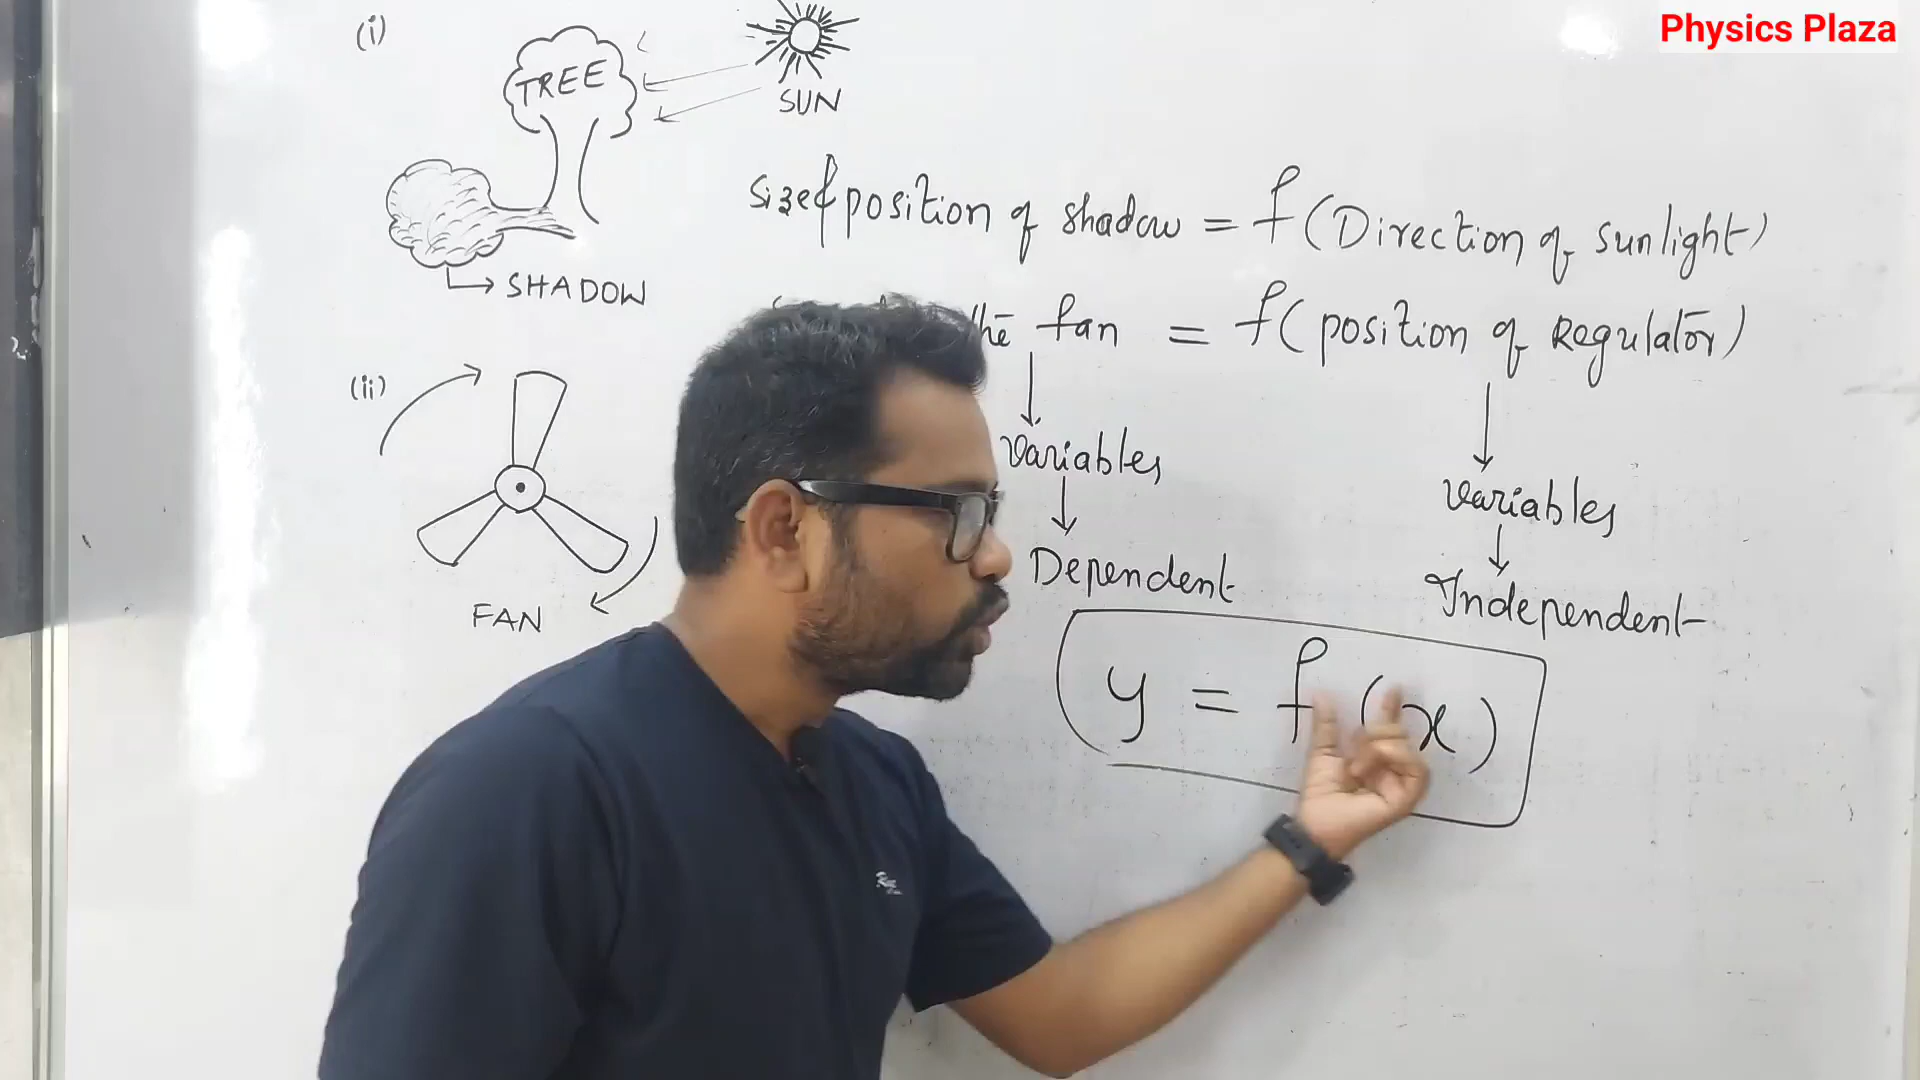 Physics Plaza
(i)
TREE
SUN
SHADOW
size & position of shadow = f (Direction of sunlight)
the fan = f( position of Regulator)
(ii)
FAN
Variables
Dependent
Variables
Independent
y = f (x)